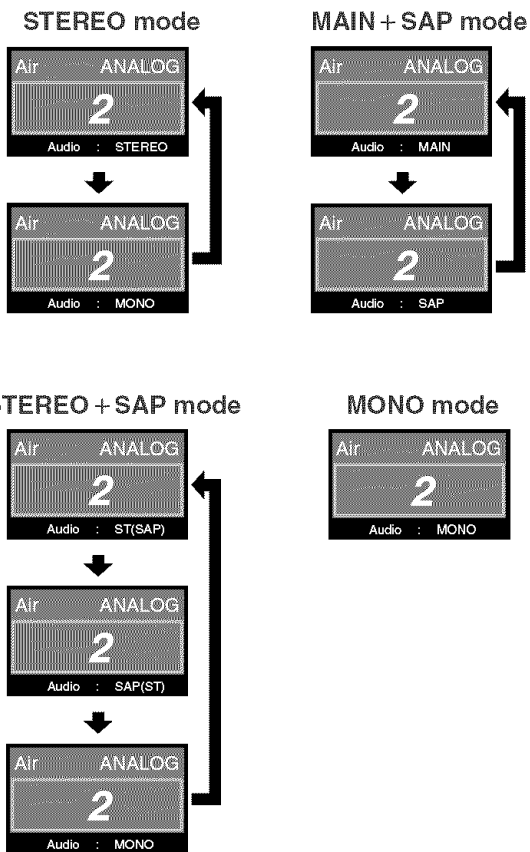 STEREO mode
Air ANALOG
2
Audio : STEREO
Air ANALOG
2
Audio : MONO
MAIN + SAP mode
Air ANALOG
2
Audio : MAIN
Air ANALOG
2
Audio : SAP
STEREO + SAP mode
Air ANALOG
2
Audio : ST(SAP)
Air ANALOG
2
Audio : SAP(ST)
Air ANALOG
2
Audio : MONO
MONO mode
Air ANALOG
2
Audio : MONO